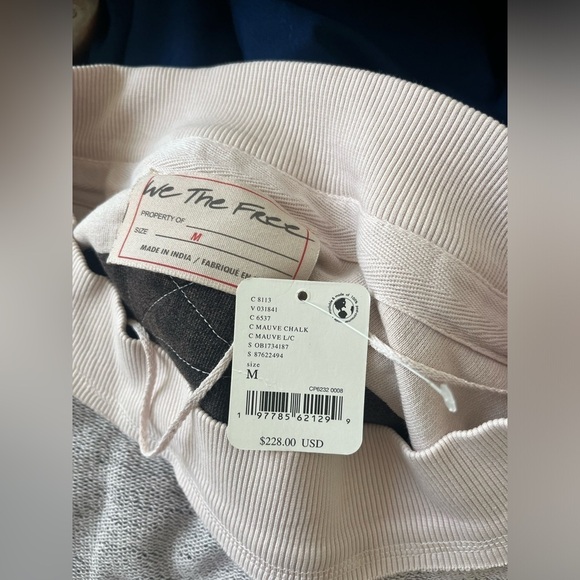 We The Free
PROPERTY OF
SIZE M
MADE IN INDIA / FABRIQUÉ EN
C 8113
V 031841
C 6537
C MAUVE CHALK
C MAUVE L/C
S OB1734187
S 87622494
size
M
CP6232 0008
1 97785 62129 9
$228.00 USD